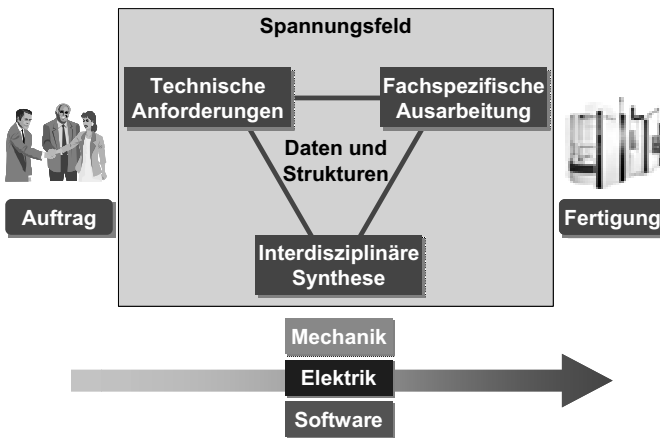 Spannungsfeld
Technische
Anforderungen
Fachspezifische
Ausarbeitung
Daten und
Strukturen
Auftrag
Fertigung
Interdisziplinäre
Synthese
Mechanik
Elektrik
Software